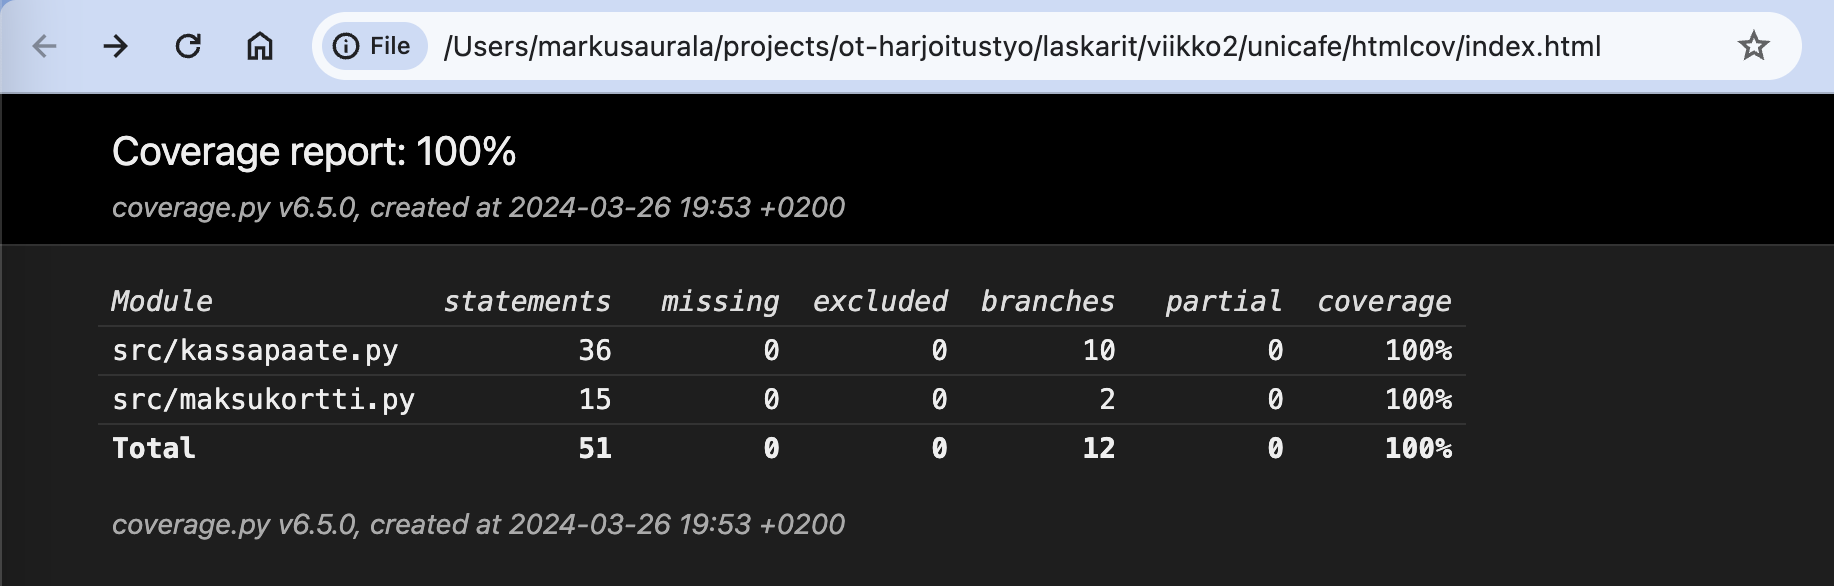 File /Users/markusaurala/projects/ot-harjoitustyo/laskarit/viikko2/unicafe/htmlcov/index.html
Coverage report: 100%
coverage.py v6.5.0, created at 2024-03-26 19:53 +0200
Module statements missing excluded branches partial coverage
src/kassapaate.py 36 0 0 10 0 100%
src/maksukortti.py 15 0 0 2 0 100%
Total 51 0 0 12 0 100%
coverage.py v6.5.0, created at 2024-03-26 19:53 +0200